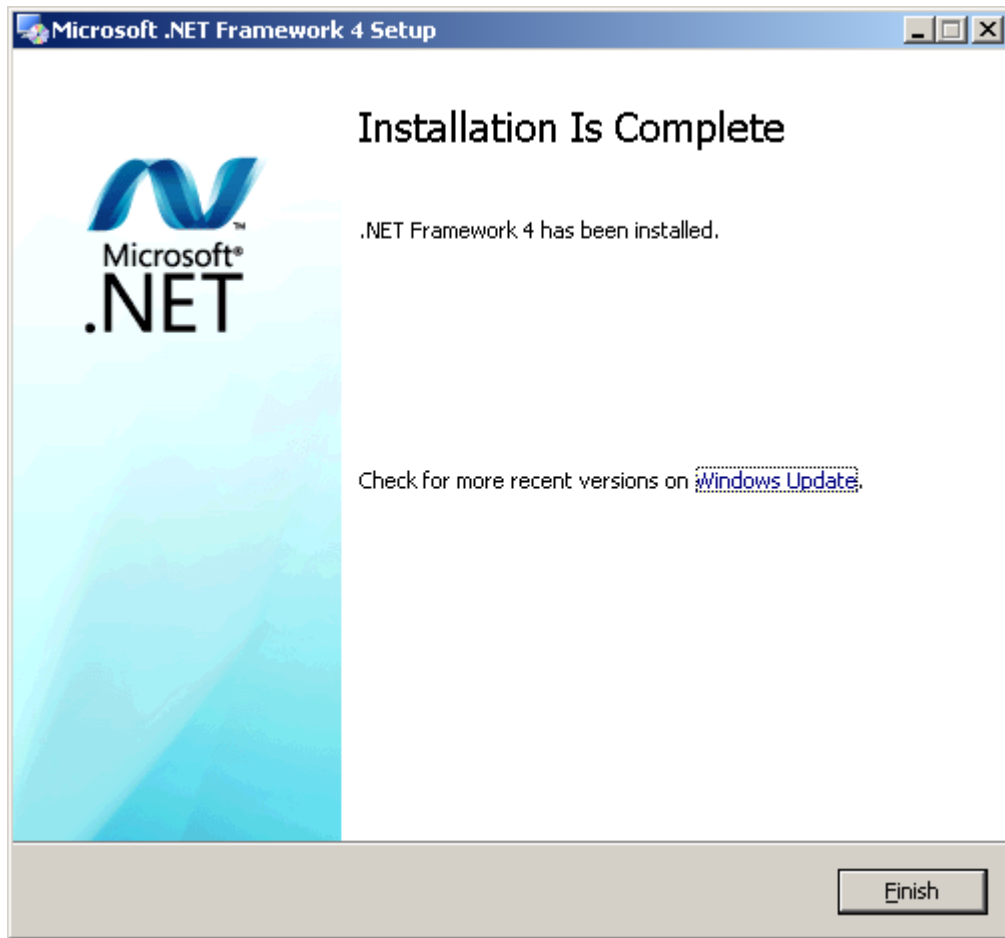 Microsoft .NET Framework 4 Setup
Installation Is Complete
Microsoft®
.NET
™
.NET Framework 4 has been installed.
Check for more recent versions on Windows Update.
Finish